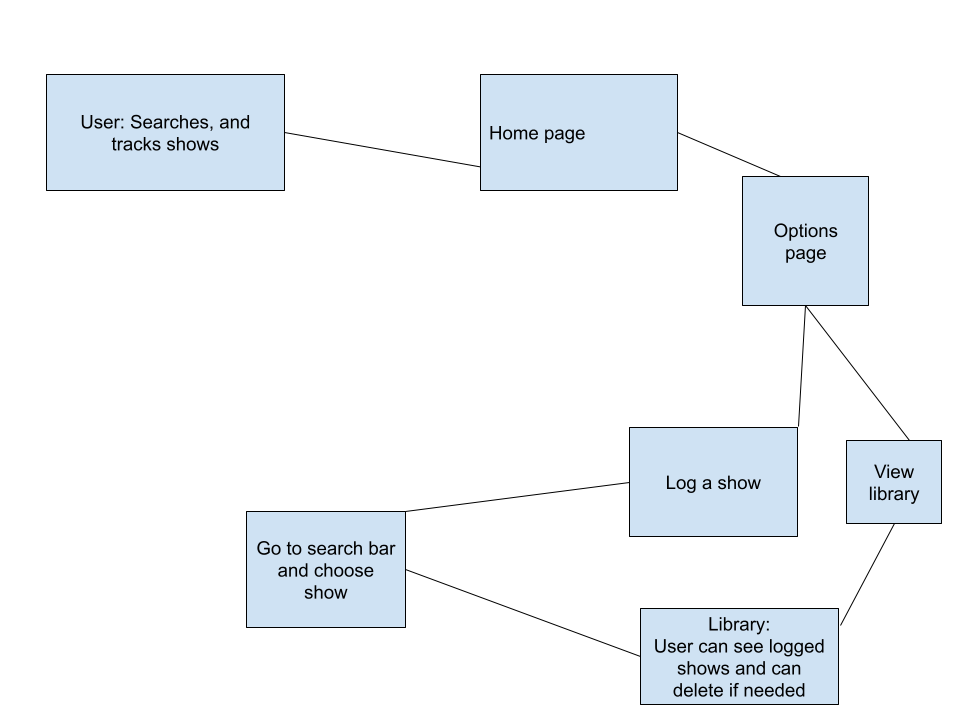 User: Searches, and
tracks shows
Home page
Options
page
Log a show
View
library
Go to search bar
and choose
show
Library:
User can see logged
shows and can
delete if needed